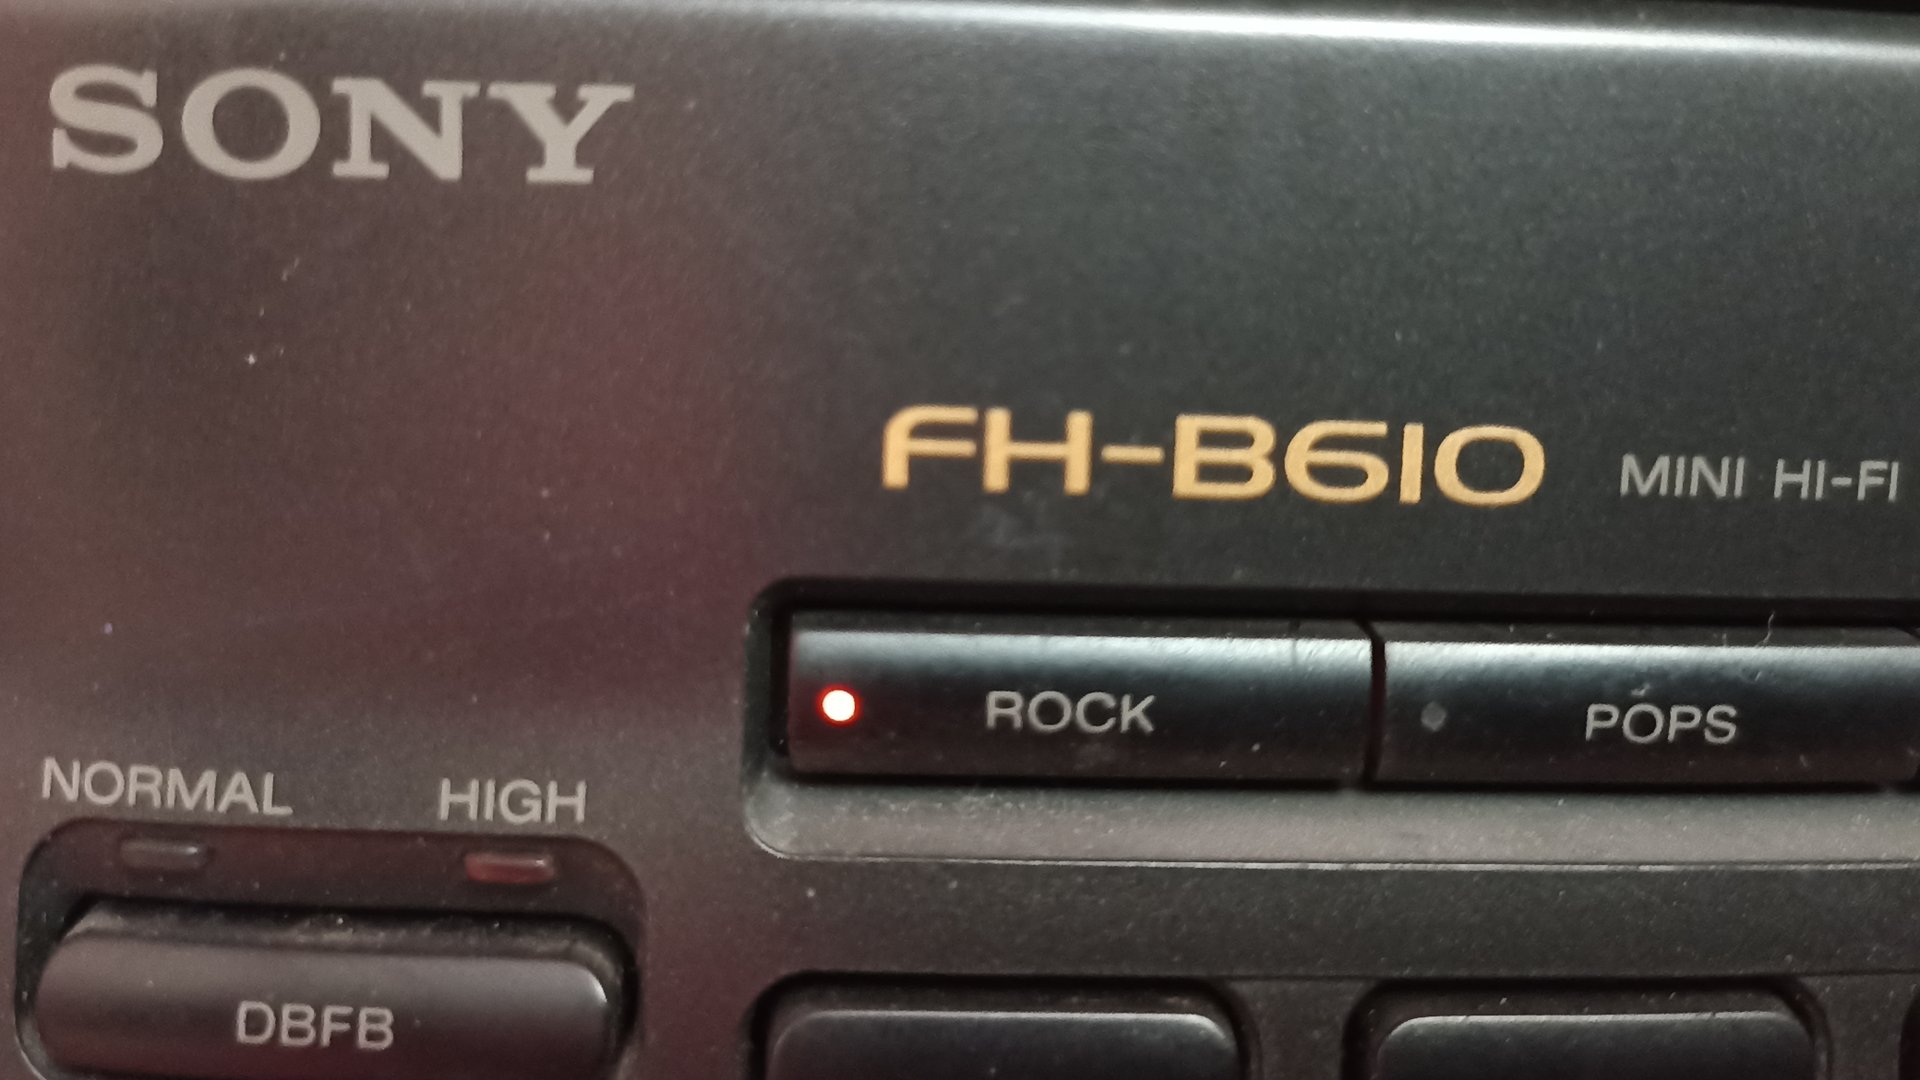 SONY
FH-B610 MINI HI-FI
ROCK POPS
NORMAL HIGH
DBFB